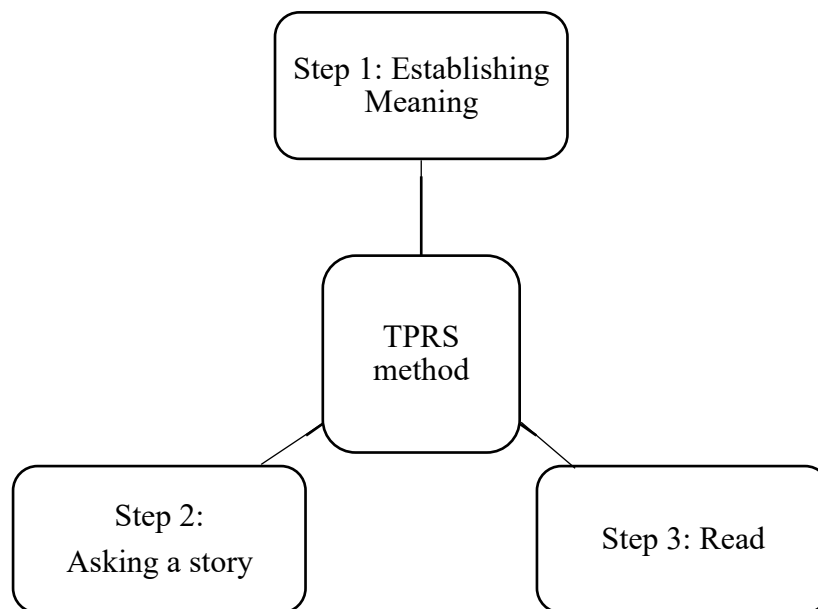 Step 1: Establishing
Meaning
TPRS
method
Step 2:
Asking a story
Step 3: Read